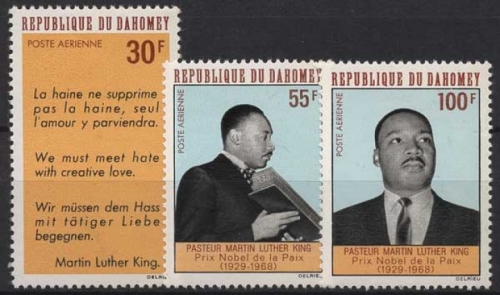 REPUBLIQUE DU DAHOMEY
POSTE AERIENNE
30F
La haine ne supprime
pas la haine, seul
l'amour y parviendra.
We must meet hate
with creative love.
Wir müssen dem Hass
mit tätiger Liebe
begegnen.
Martin Luther King.
DELRIEU
REPUBLIQUE DU DAHOMEY
55F
POSTE AERIENNE
PASTEUR MARTIN LUTHER KING
Prix Nobel de la Paix
(1929-1968)
DELRIEU
REPUBLIQUE DU DAHOMEY
100F
POSTE AERIENNE
PASTEUR MARTIN LUTHER KING
Prix Nobel de la Paix
(1929-1968)
DELRIEU